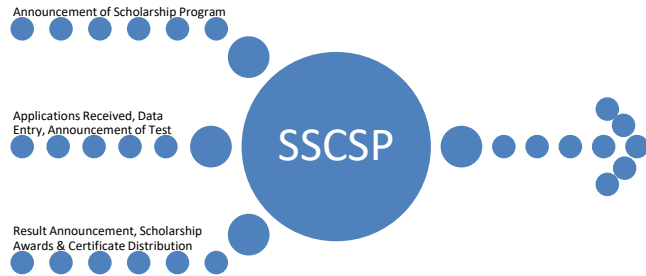 Announcement of Scholarship Program
Applications Received, Data
Entry, Announcement of Test
SSCSP
Result Announcement, Scholarship
Awards & Certificate Distribution